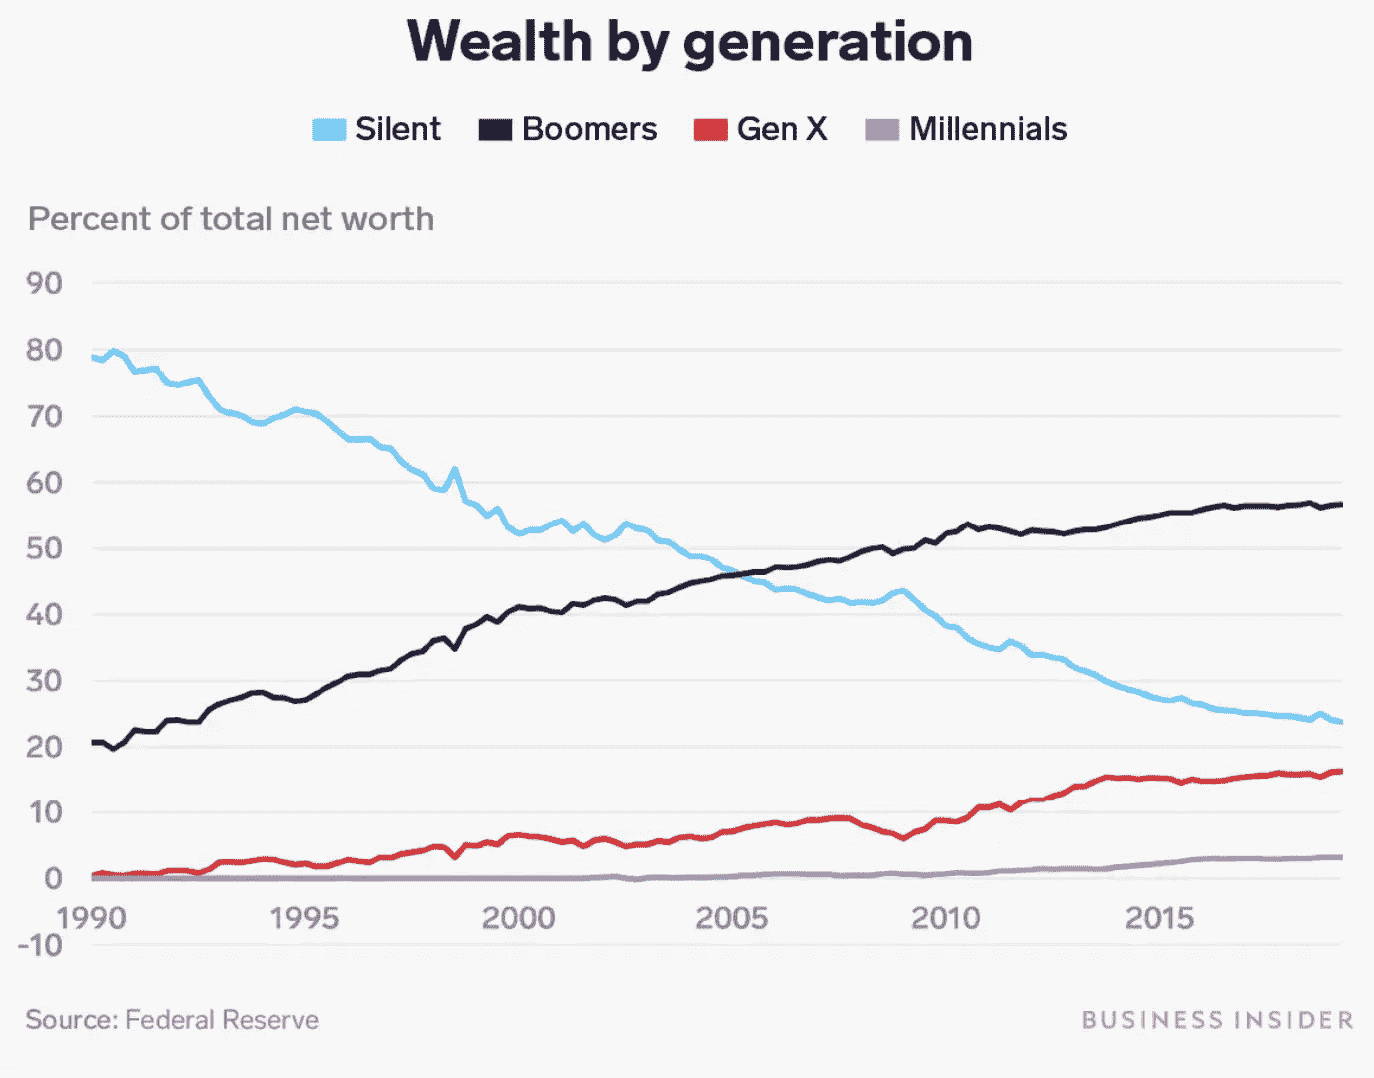 Wealth by generation
Silent Boomers Gen X Millennials
Percent of total net worth
90
80
70
60
50
40
30
20
10
0
1990 1995 2000 2005 2010 2015
-10
Source: Federal Reserve
BUSINESS INSIDER